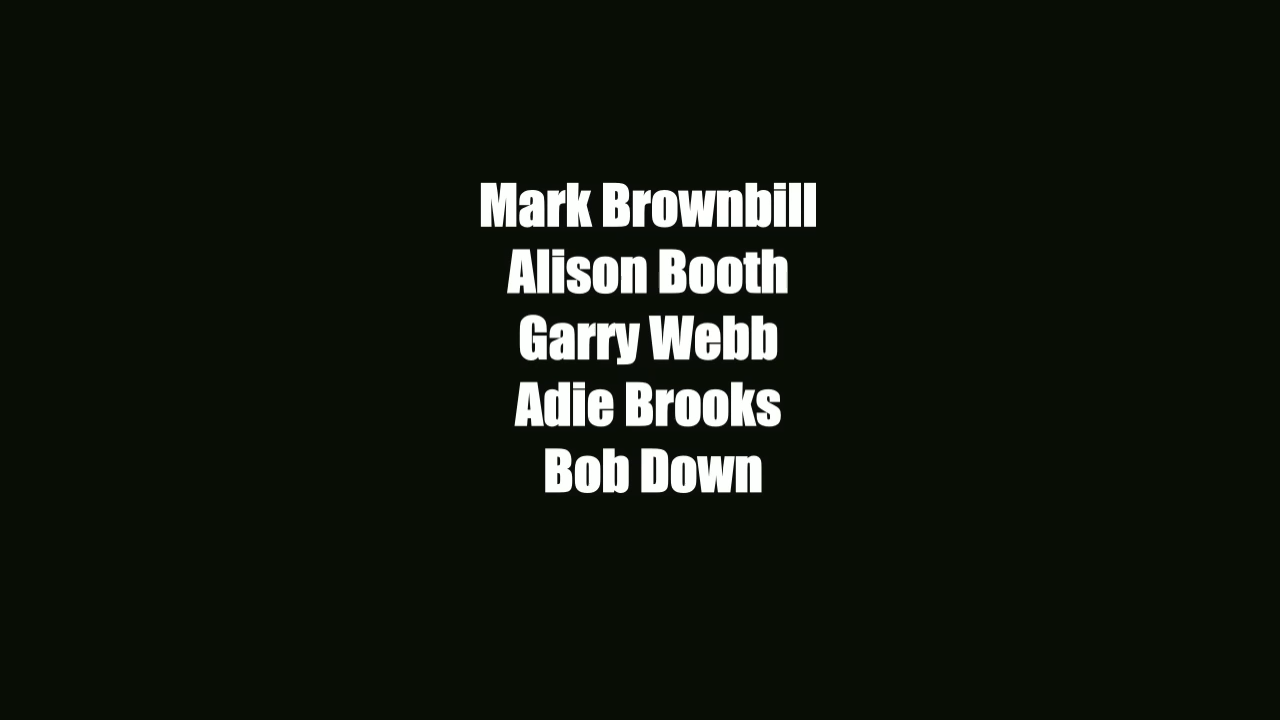 Mark Brownbill
Alison Booth
Garry Webb
Adie Brooks
Bob Down